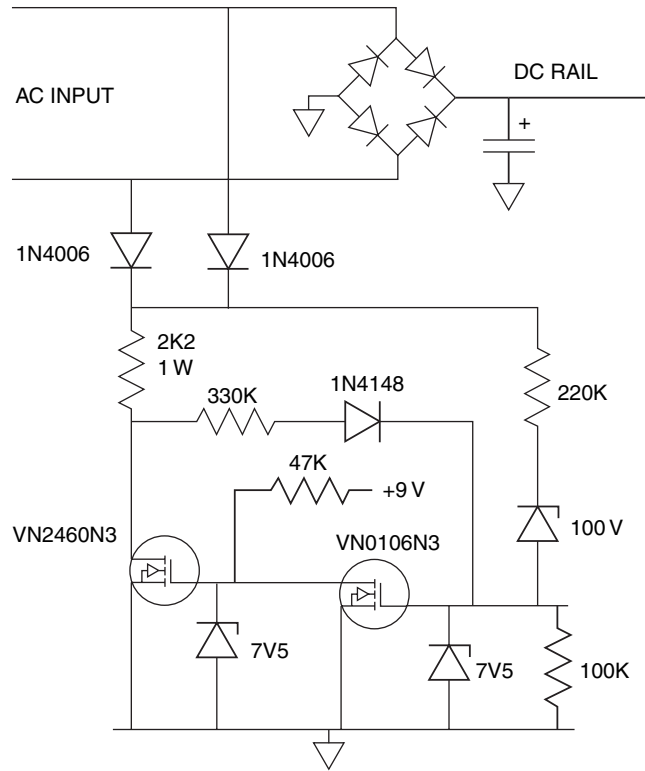 DC RAIL
AC INPUT
+
1N4006
1N4006
2K2
1 W
330K
1N4148
220K
47K
+9 V
100 V
VN2460N3
VN0106N3
7V5
7V5
100K